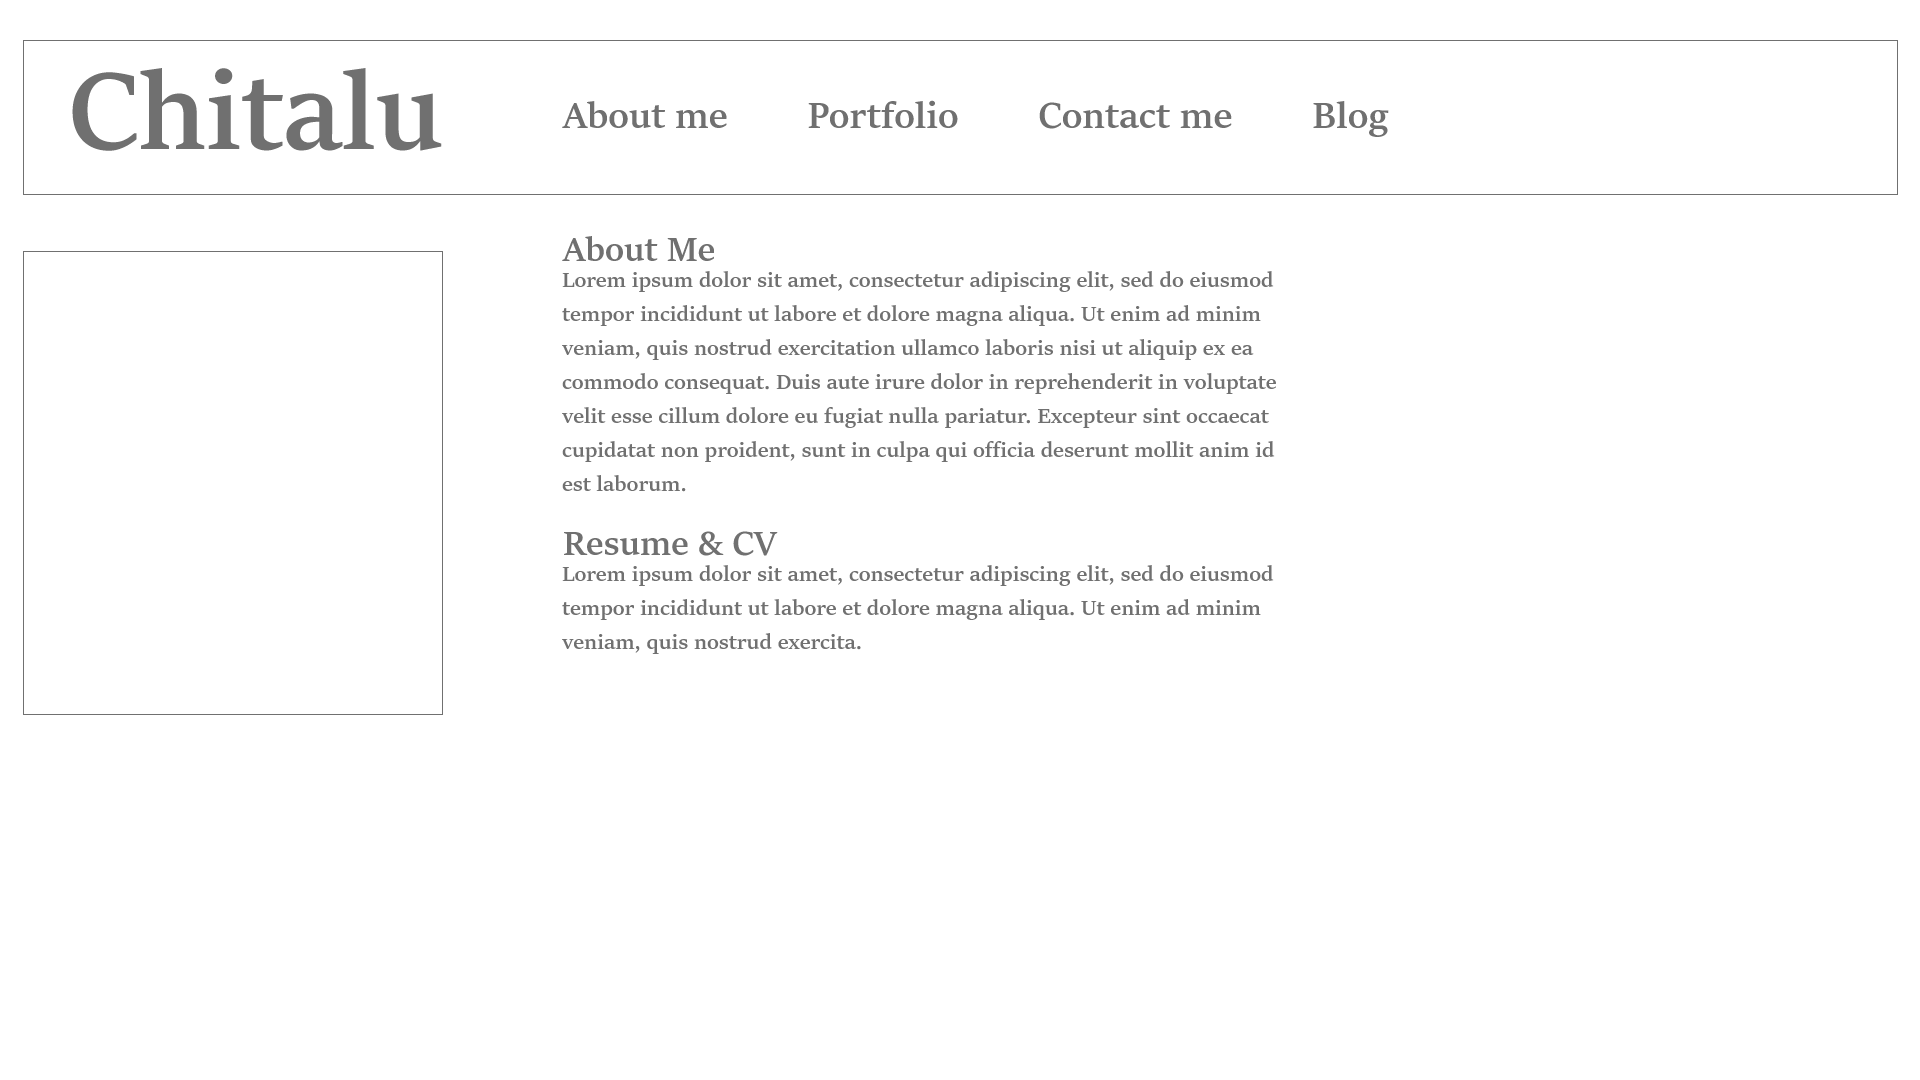 Chitalu
About me Portfolio Contact me Blog
About Me
Lorem ipsum dolor sit amet, consectetur adipiscing elit, sed do eiusmod
tempor incididunt ut labore et dolore magna aliqua. Ut enim ad minim
veniam, quis nostrud exercitation ullamco laboris nisi ut aliquip ex ea
commodo consequat. Duis aute irure dolor in reprehenderit in voluptate
velit esse cillum dolore eu fugiat nulla pariatur. Excepteur sint occaecat
cupidatat non proident, sunt in culpa qui officia deserunt mollit anim id
est laborum.
Resume & CV
Lorem ipsum dolor sit amet, consectetur adipiscing elit, sed do eiusmod
tempor incididunt ut labore et dolore magna aliqua. Ut enim ad minim
veniam, quis nostrud exercita.